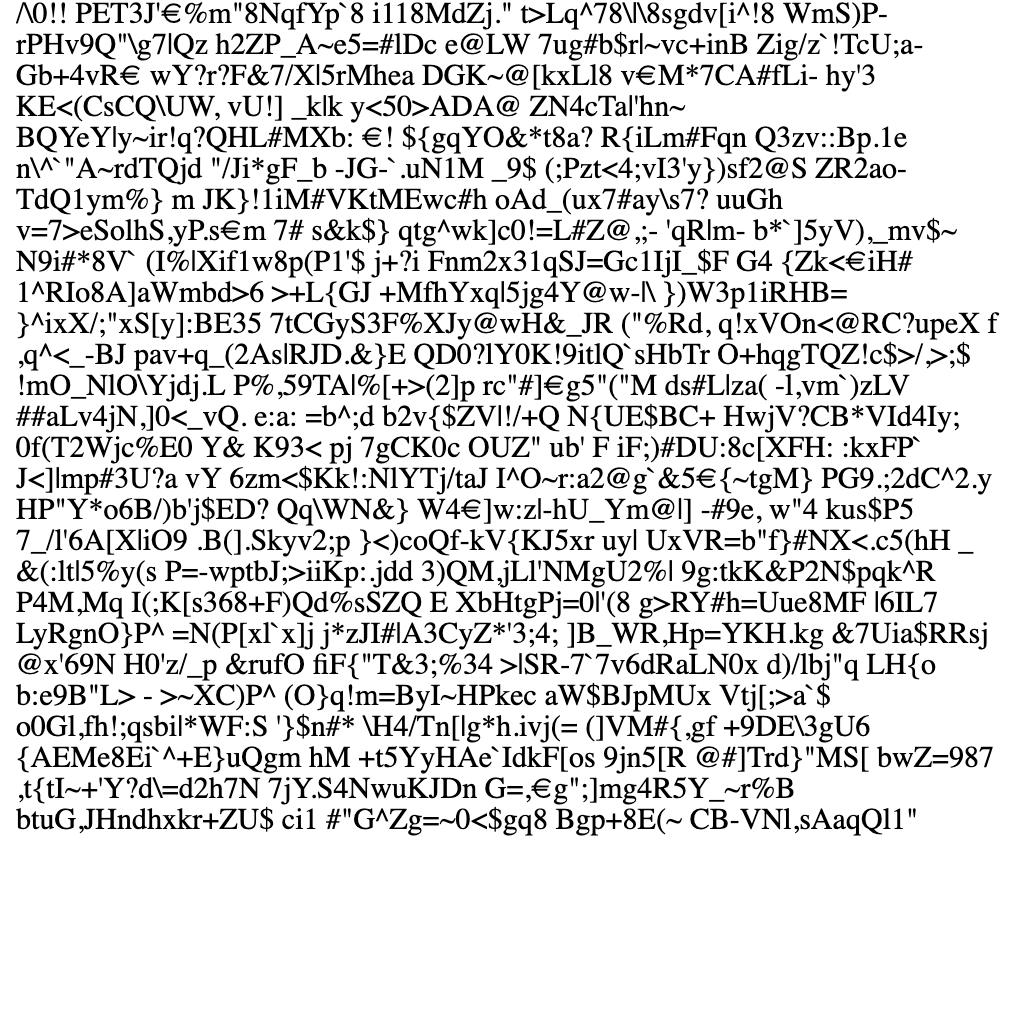 /\0!! PET3J'€%m"8NqfYp`8 i118MdZj." t>Lq^78\|\8sgdv[i^!8 WmS)P-
rPHv9Q"\g7|Qz h2ZP_A~e5=#lDc e@LW 7ug#b$r|~vc+inB Zig/z`!TcU;a-
Gb+4vR€ wY?r?F&7/X|5rMhea DGK~@[kxLl8 v€M*7CA#fLi- hy'3
KE<(CsCQ\UW, vU!] _k|k y<50>ADA@ ZN4cTa|'hn~
BQYeY|y~ir!q?QHL#MXb: €! ${gqYO&*t8a? R{iLm#Fqn Q3zv::Bp.1e
n\^`"A~rdTQjd "/Ji*gF_b -JG-`.uN1M _9$ (;Pzt<4;vI3'y})sf2@S ZR2ao-
TdQ1ym%} m JK}!1iM#VKtMEwc#h oAd_(ux7#ay\s7? uuGh
v=7>eSolhS,yP.s€m 7# s&k$} qtg^wk]c0!=L#Z@,;- 'qR|m- b*`]5yV),_mv$~
N9i#*8V` (I%|Xif1w8p(P1'$ j+?i Fnm2x31qSJ=Gc1IjI_$F G4 {Zk<€iH#
1^RIo8A]aWmbd>6 >+L{GJ +MfhYxq|5jg4Y@w-|\ })W3p1iRHB=
}^ixX/;"xS[y]:BE35 7tCGyS3F%XJy@wH&_JR ("%Rd, q!xVOn<@RC?upeX f
,q^<_-BJ pav+q_(2As|RJD.&}E QD0?lY0K!9itlQ`sHbTr O+hqgTQZ!c$>/,>;$
!mO_NlO\Yjdj.L P%,59TA|%[+>(2]p rc"#]€g5"("M ds#L|za( -l,vm`)zLV
##aLv4jN,]0<_vQ. e:a: =b^;d b2v{$ZV|!/+Q N{UE$BC+ HwjV?CB*VId4Iy;
0f(T2Wjc%E0 Y& K93< pj 7gCK0c OUZ" ub' F iF;)#DU:8c[XFH: :kxFP`
J<]|mp#3U?a vY 6zm<$Kk!:NlYTj/taJ I^O~r:a2@g`&5€{~tgM} PG9.;2dC^2.y
HP"Y*o6B/)b'j$ED? Qq\WN&} W4€]w:z|-hU_Ym@|] -#9e, w"4 kus$P5
7_/l'6A[X|iO9 .B(].Skyv2;p }<)coQf-kV{KJ5xr uy| UxVR=b"f}#NX<.c5(hH _
&(:lt|5%y(s P=-wptbJ;>iiKp:.jdd 3)QM,jLl'NMgU2%| 9g:tkK&P2N$pqk^R
P4M,Mq I(;K[s368+F)Qd%sSZQ E XbHtgPj=0|'(8 g>RY#h=Uue8MF |6IL7
LyRgnO}P^ =N(P[xl`x]j j*zJI#|A3CyZ*'3;4; ]B_WR,Hp=YKH.kg &7Uia$RRsj
@x'69N H0'z/_p &rufO fiF{"T&3;%34 >|SR-7`7v6dRaLN0x d)/lbj"q LH{o
b:e9B"L> - >~XC)P^ (O}q!m=ByI~HPkec aW$BJpMUx Vtj[;>a`$
o0Gl,fh!;qsbi|*WF:S '}$n#* \H4/Tn[|g*h.ivj(= (]VM#{,gf +9DE\3gU6
{AEMe8Ei`^+E}uQgm hM +t5YyHAe`IdkF[os 9jn5[R @#]Trd}"MS[ bwZ=987
,t{tI~+'Y?d\=d2h7N 7jY.S4NwuKJDn G=,€g";]mg4R5Y_~r%B
btuG,JHndhxkr+ZU$ ci1 #"G^Zg=~0<$gq8 Bgp+8E(~ CB-VNl,sAaqQl1"